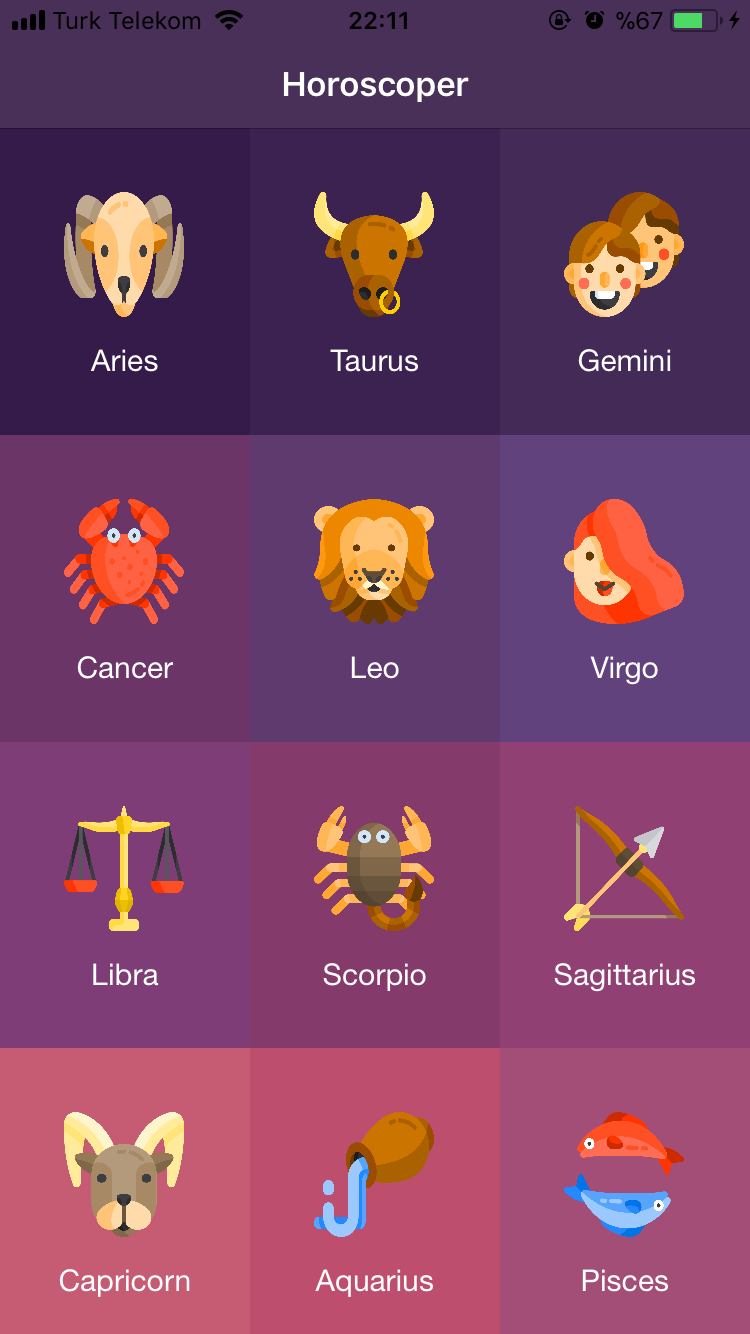 Turk Telekom 22:11 %67
Horoscoper
Aries Taurus Gemini
Cancer Leo Virgo
Libra Scorpio Sagittarius
Capricorn Aquarius Pisces